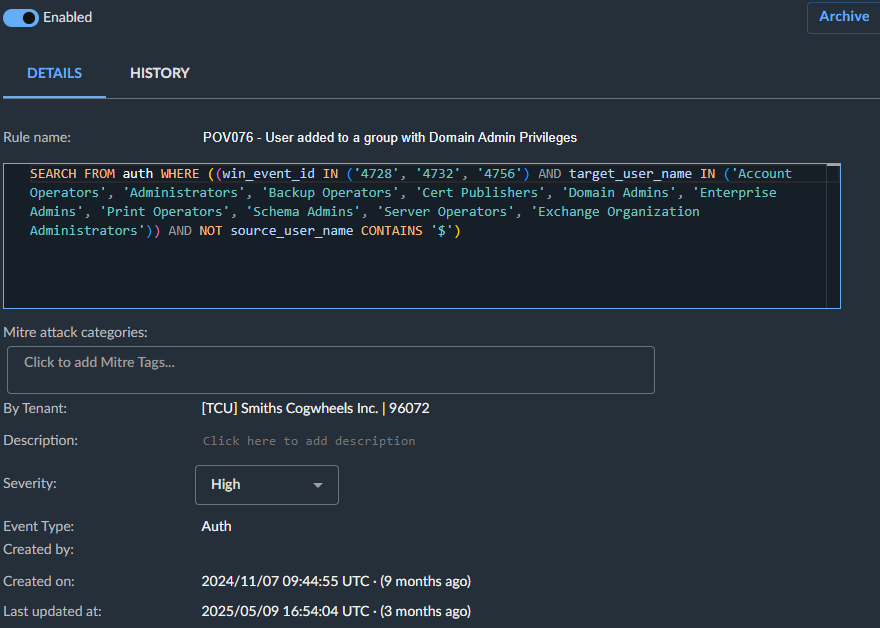 Enabled
Archive
DETAILS
HISTORY
Rule name:
POV076 - User added to a group with Domain Admin Privileges
SEARCH FROM auth WHERE ((win_event_id IN ('4728', '4732', '4756') AND target_user_name IN ('Account
Operators', 'Administrators', 'Backup Operators', 'Cert Publishers', 'Domain Admins', 'Enterprise
Admins', 'Print Operators', 'Schema Admins', 'Server Operators', 'Exchange Organization
Administrators')) AND NOT source_user_name CONTAINS '$')
Mitre attack categories:
Click to add Mitre Tags...
By Tenant:
[TCU] Smiths Cogwheels Inc. | 96072
Description:
Click here to add description
Severity:
High
Event Type:
Auth
Created by:
Created on:
2024/11/07 09:44:55 UTC · (9 months ago)
Last updated at:
2025/05/09 16:54:04 UTC · (3 months ago)